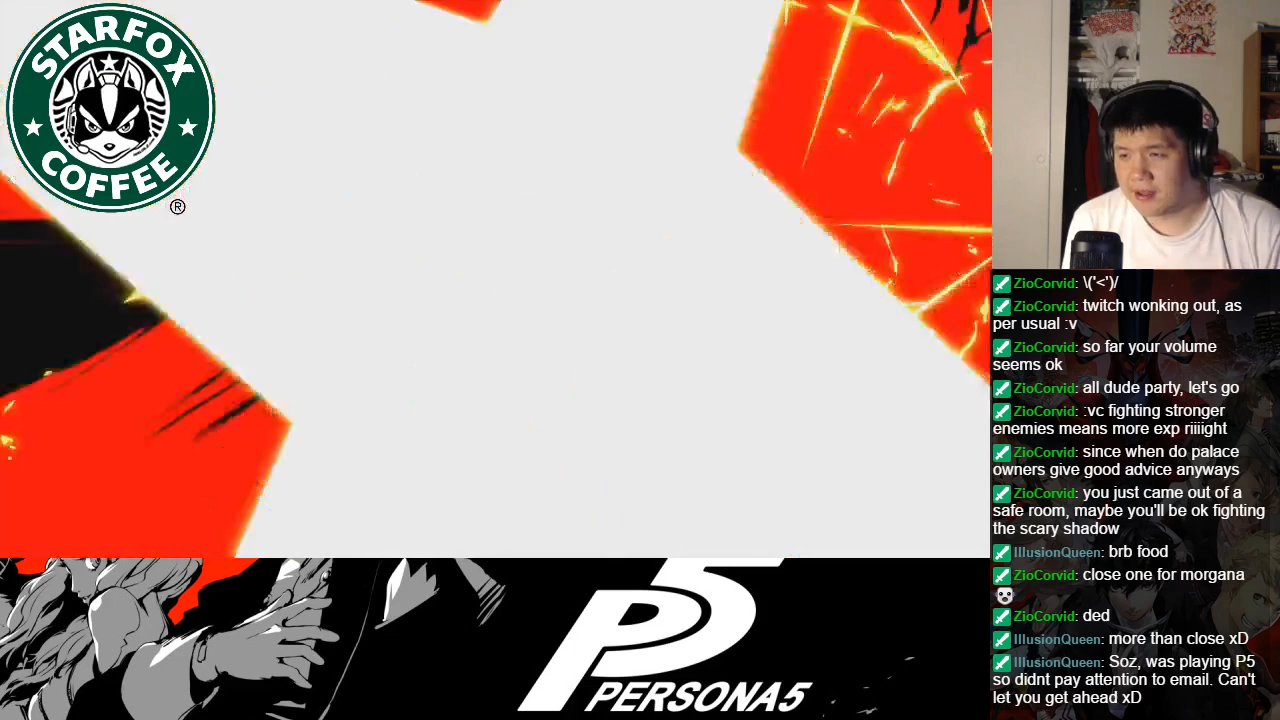 STARFOX
COFFEE
®
ZioCorvid: \('<')/
ZioCorvid: twitch wonking out, as
per usual :v
ZioCorvid: so far your volume
seems ok
ZioCorvid: all dude party, let's go
ZioCorvid: :vc fighting stronger
enemies means more exp riiiight
ZioCorvid: since when do palace
owners give good advice anyways
ZioCorvid: you just came out of a
safe room, maybe you'll be ok fighting
the scary shadow
IllusionQueen: brb food
ZioCorvid: close one for morgana
ZioCorvid: ded
IllusionQueen: more than close xD
IllusionQueen: Soz, was playing P5
so didnt pay attention to email. Can't
let you get ahead xD
P5
PERSONA5